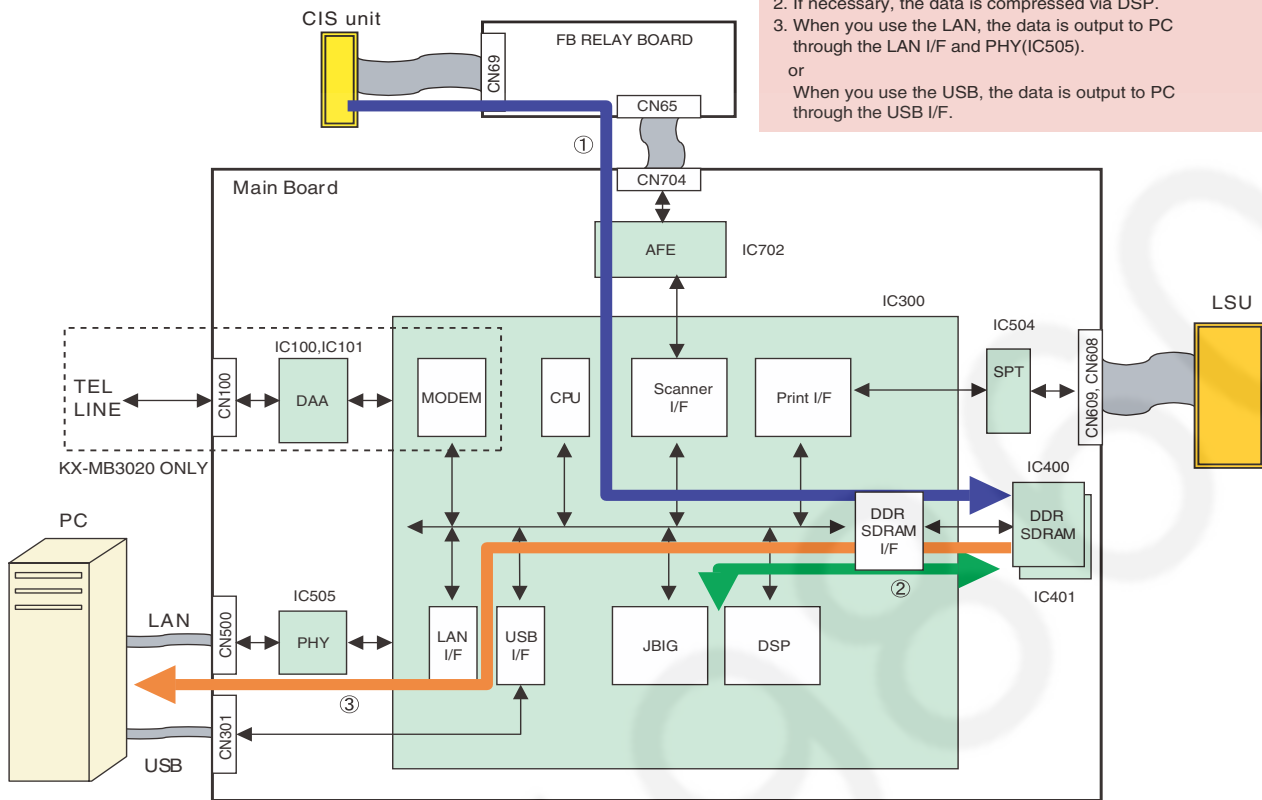 2. If necessary, the data is compressed via DSP.
3. When you use the LAN, the data is output to PC
through the LAN I/F and PHY(IC505).
or
When you use the USB, the data is output to PC
through the USB I/F.
CIS unit
FB RELAY BOARD
CN69
CN65
①
CN704
Main Board
AFE
IC702
IC300
LSU
IC504
IC100,IC101
TEL
LINE
CN100
DAA
MODEM
CPU
Scanner
I/F
Print I/F
SPT
CN609, CN608
KX-MB3020 ONLY
IC400
PC
DDR
SDRAM
I/F
DDR
SDRAM
②
IC401
IC505
LAN
CN500
PHY
LAN
I/F
USB
I/F
JBIG
DSP
③
CN301
USB